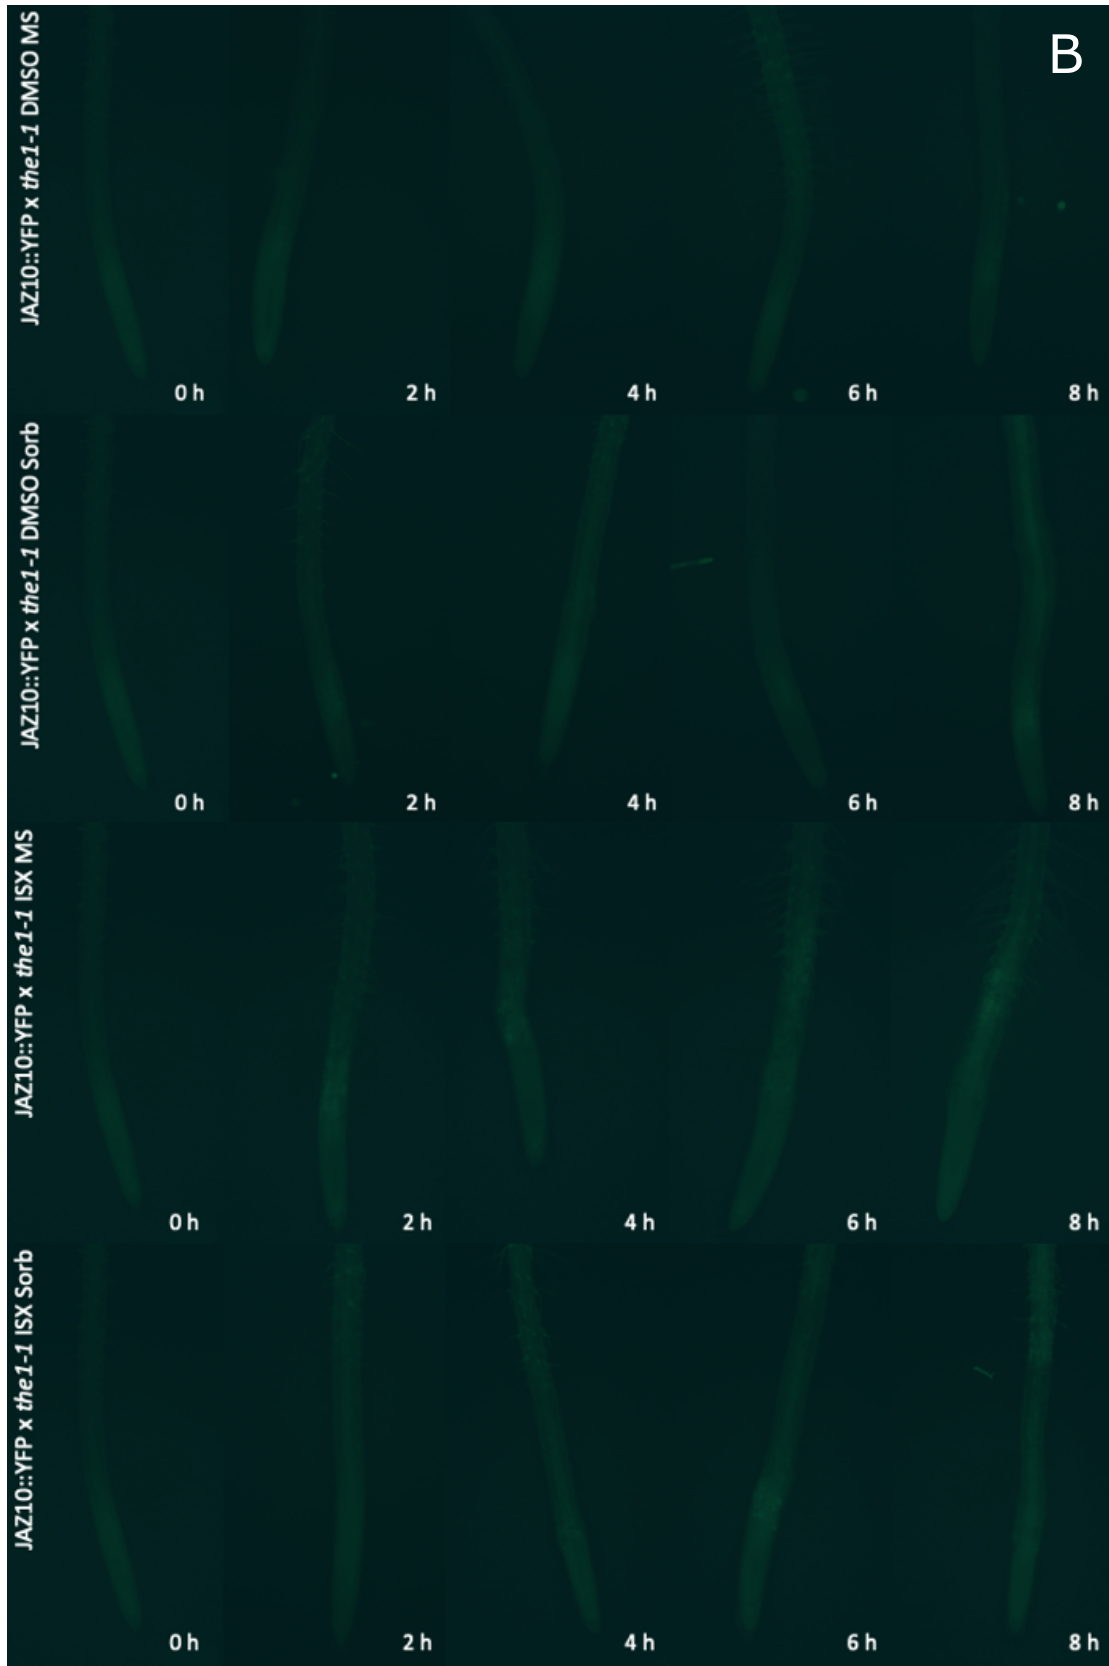 B
JAZ10::YFP x the1-1 DMSO MS
0 h
2 h
4 h
6 h
8 h
JAZ10::YFP x the1-1 DMSO Sorb
0 h
2 h
4 h
6 h
8 h
JAZ10::YFP x the1-1 ISX MS
0 h
2 h
4 h
6 h
8 h
JAZ10::YFP x the1-1 ISX Sorb
0 h
2 h
4 h
6 h
8 h